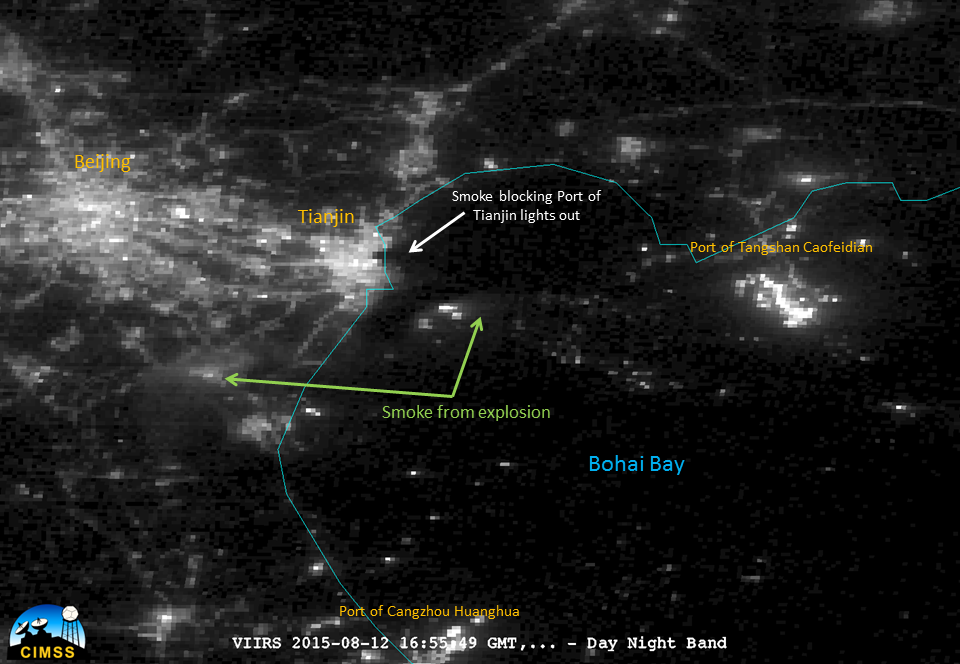 Beijing
Smoke blocking Port of
Tianjin lights out
Tianjin
Port of Tangshan Caofeidian
Smoke from explosion
Bohai Bay
Port of Cangzhou Huanghua
CIMSS
VIIRS 2015-08-12 16:55:49 GMT,... - Day Night Band